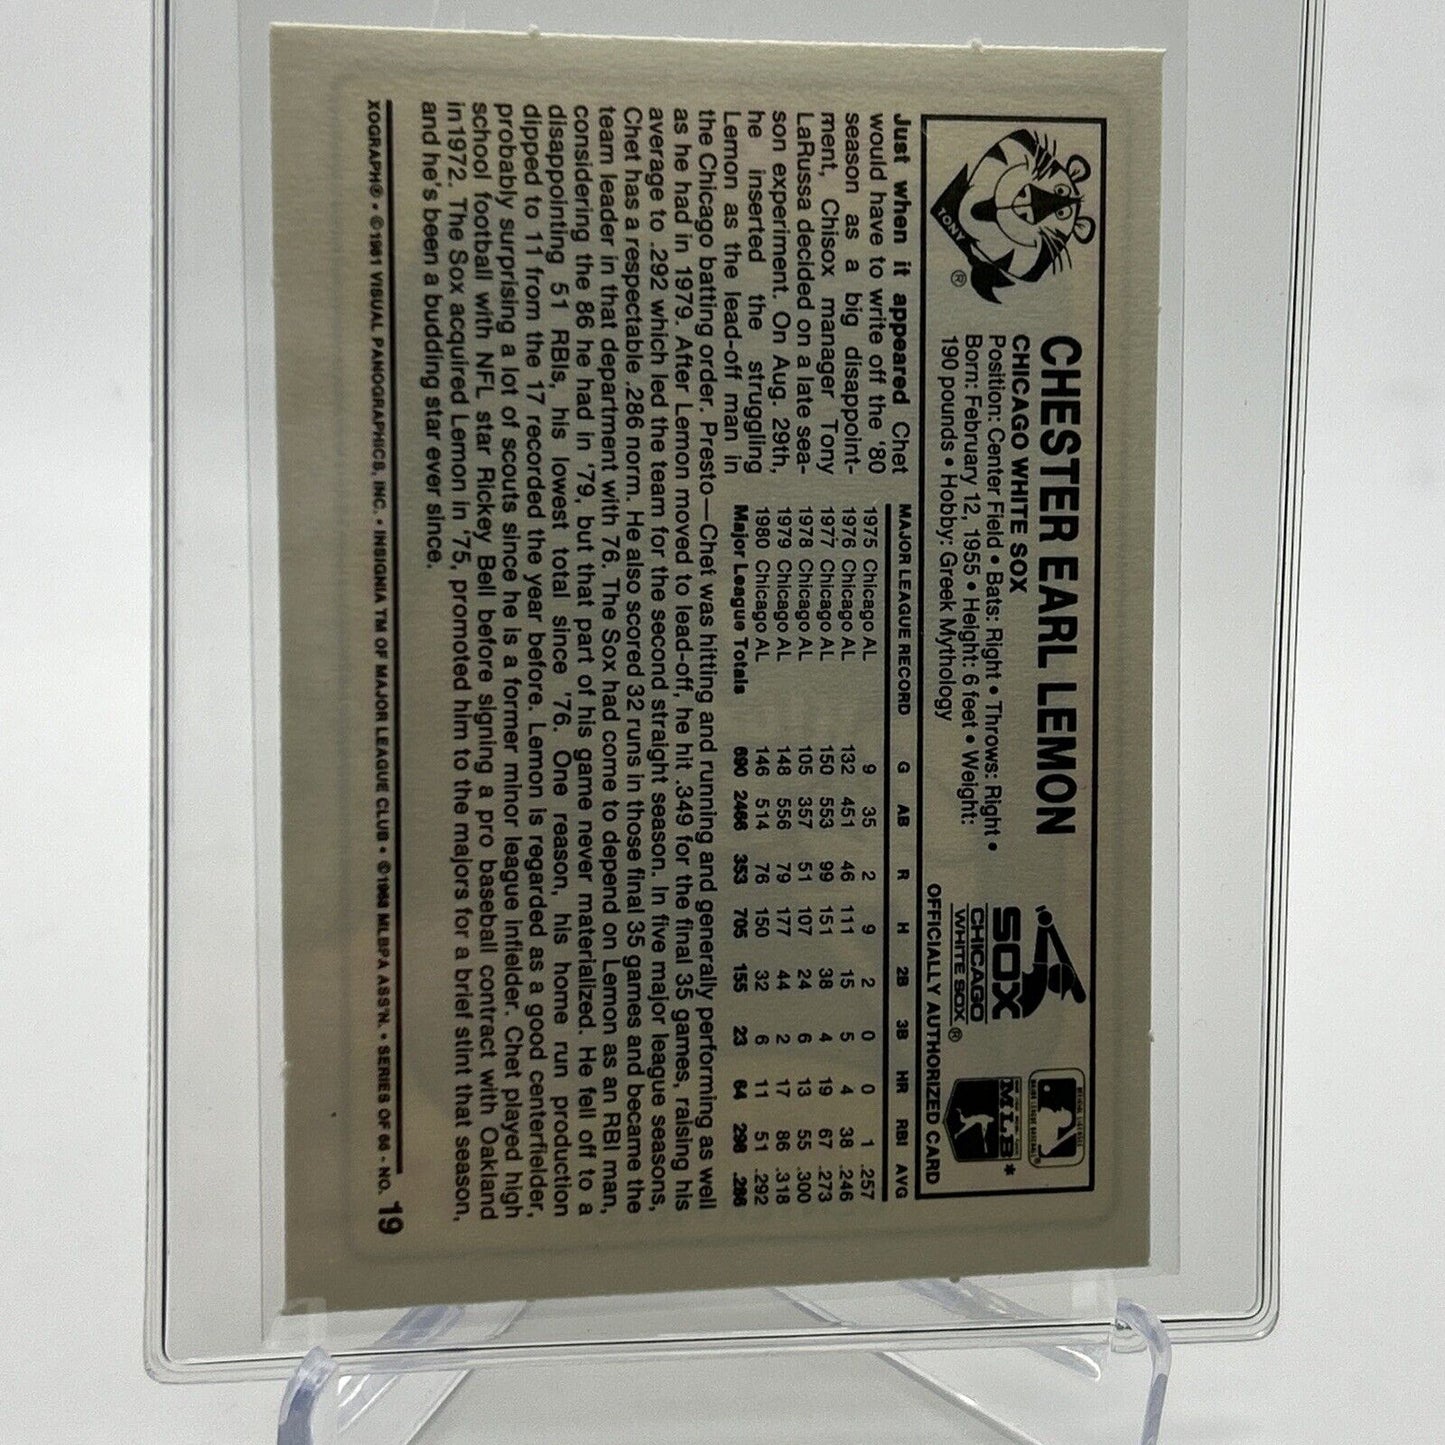 TONY
®
CHESTER EARL LEMON
CHICAGO WHITE SOX
Position: Center Field • Bats: Right • Throws: Right •
Born: February 12, 1955 • Height: 6 feet • Weight:
190 pounds • Hobby: Greek Mythology
SOX
CHICAGO
WHITE SOX ®
MLB*
OFFICIALLY AUTHORIZED CARD
Just when it appeared Chet
would have to write off the '80
season as a big disappoint-
ment, Chisox manager Tony
LaRussa decided on a late sea-
son experiment. On Aug. 29th,
he inserted the struggling
Lemon as the lead-off man in
MAJOR LEAGUE RECORD G AB R H 2B 3B HR RBI AVG
1975 Chicago AL 9 35 2 9 2 0 0 1 .257
1976 Chicago AL 132 451 46 111 15 5 4 38 .246
1977 Chicago AL 150 553 99 151 38 4 19 67 .273
1978 Chicago AL 105 357 51 107 24 6 13 55 .300
1979 Chicago AL 148 556 79 177 44 2 17 86 .318
1980 Chicago AL 146 514 76 150 32 6 11 51 .292
Major League Totals 690 2466 353 705 155 23 64 298 .286
the Chicago batting order. Presto—Chet was hitting and running and generally performing as well
as he had in 1979. After Lemon moved to lead-off, he hit .349 for the final 35 games, raising his
average to .292 which led the team for the second straight season. In five major league seasons,
Chet has a respectable .286 norm. He also scored 32 runs in those final 35 games and became the
team leader in that department with 76. The Sox had come to depend on Lemon as an RBI man,
considering the 86 he had in '79, but that part of his game never materialized. He fell off to a
disappointing 51 RBIs, his lowest total since '76. One reason, his home run production
dipped to 11 from the 17 recorded the year before. Lemon is regarded as a good centerfielder,
probably surprising a lot of scouts since he is a former minor league infielder. Chet played high
school football with NFL star Rickey Bell before signing a pro baseball contract with Oakland
in 1972. The Sox acquired Lemon in '75, promoted him to the majors for a brief stint that season,
and he's been a budding star ever since.
XOGRAPH® • ©1981 VISUAL PANOGRAPHICS, INC. • INSIGNIA TM OF MAJOR LEAGUE CLUB • ©1968 MLBPA ASS'N. • SERIES OF 66 - NO. 19